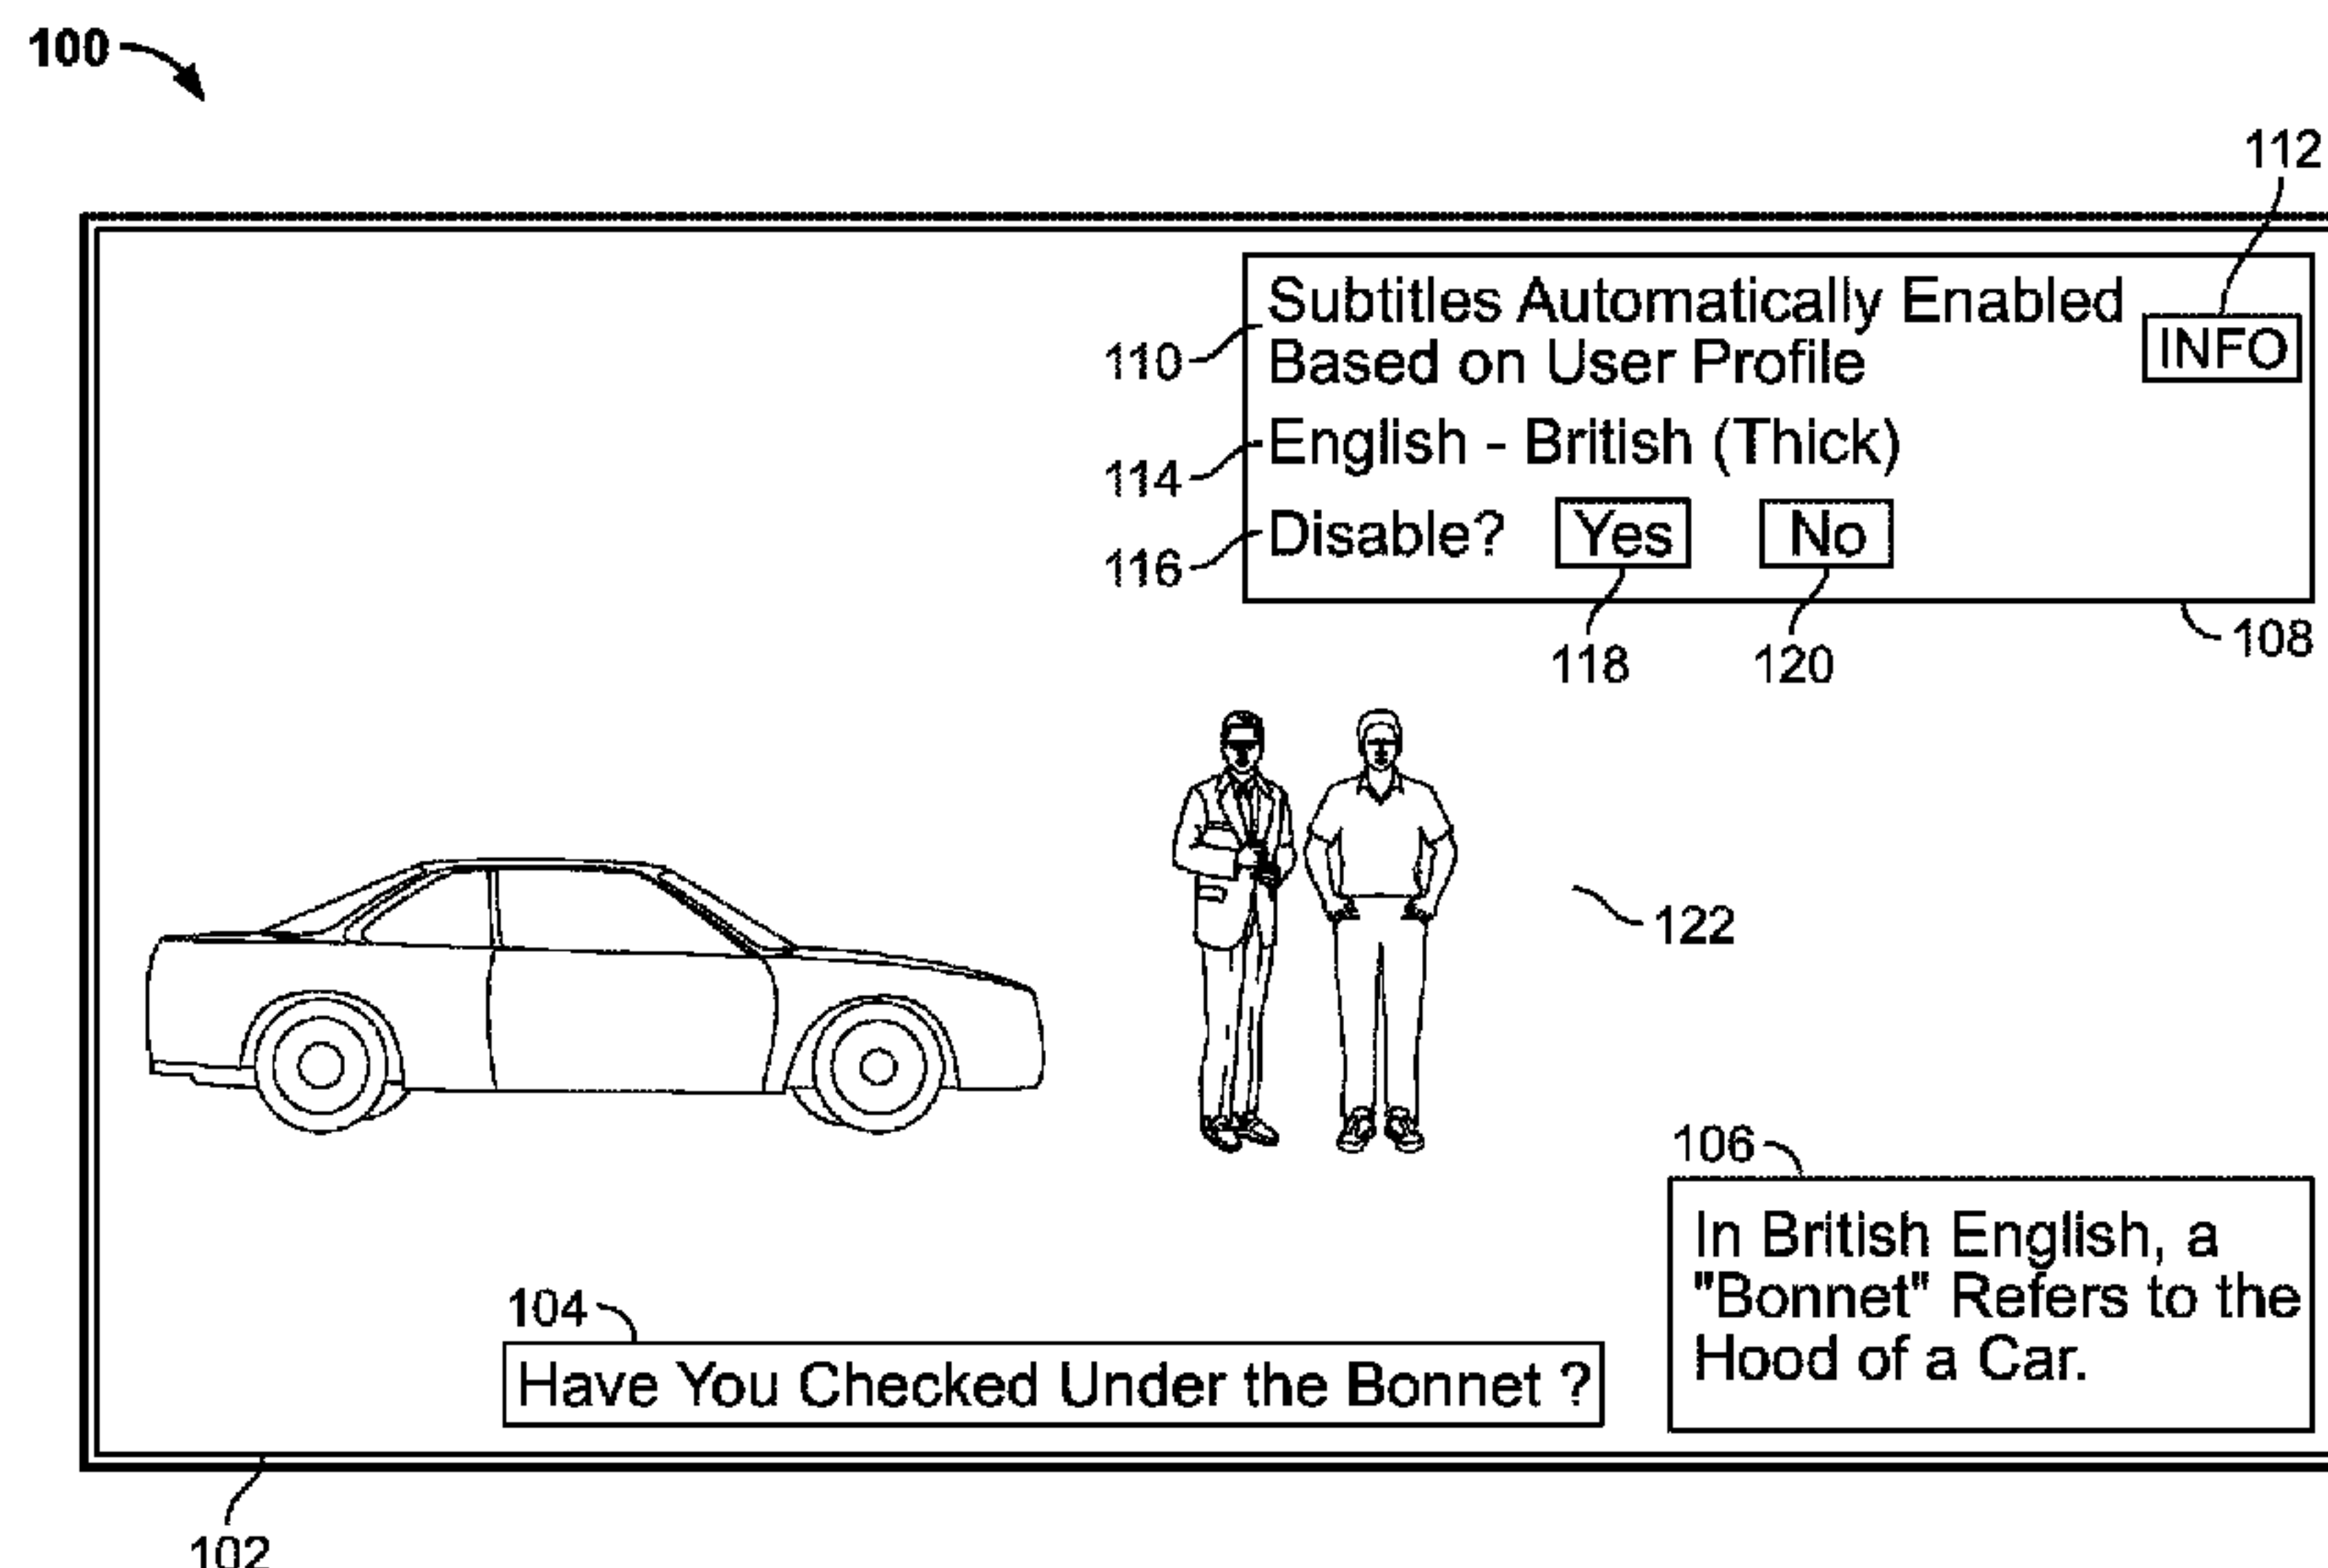 100
112
Subtitles Automatically Enabled
INFO
110
Based on User Profile
English - British (Thick)
114
Disable? Yes No
116
118 120 108
122
106
In British English, a
"Bonnet" Refers to the
Hood of a Car.
104
Have You Checked Under the Bonnet ?
102